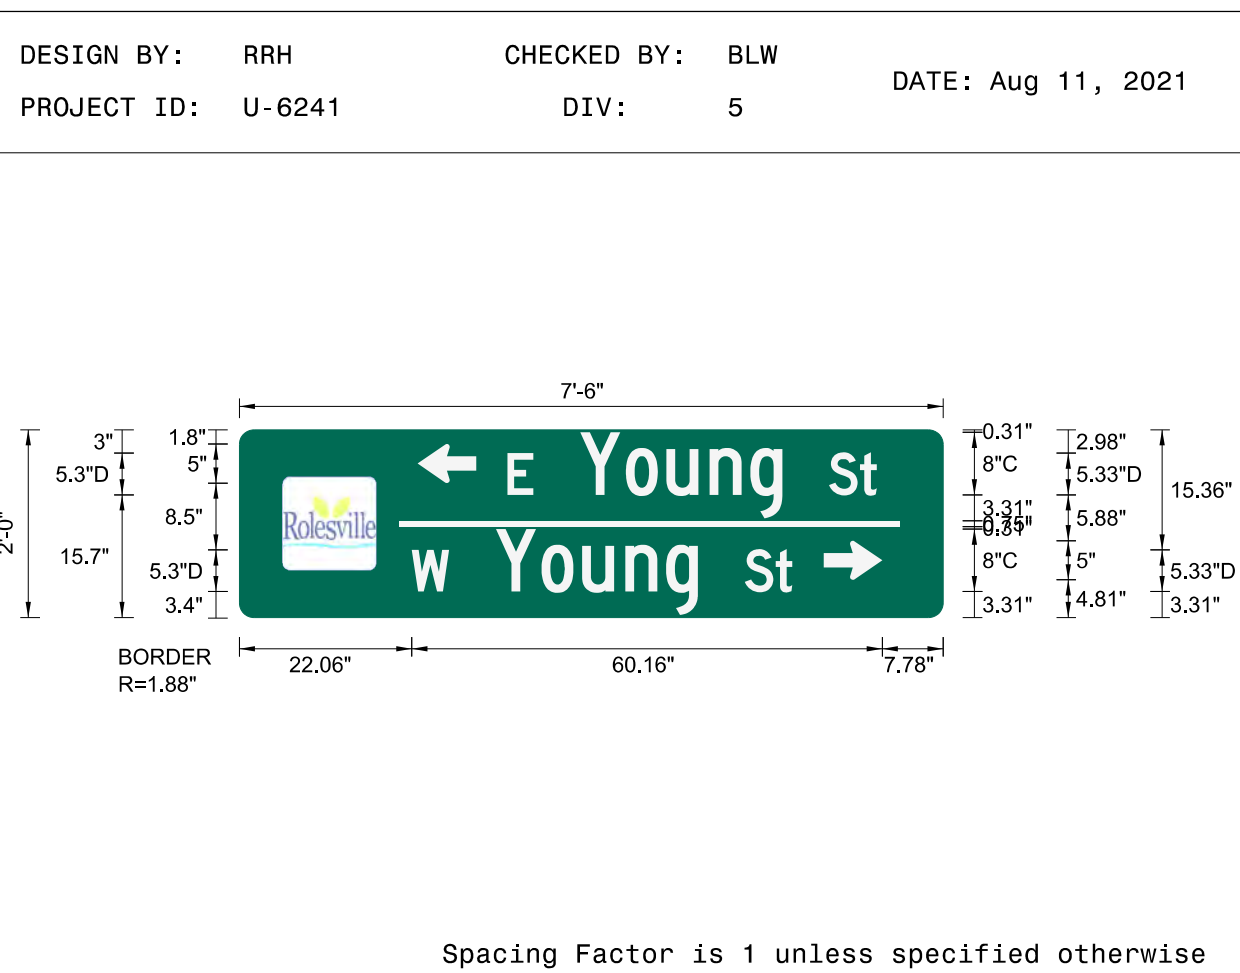 DESIGN BY: RRH CHECKED BY: BLW
DATE: Aug 11, 2021
PROJECT ID: U-6241 DIV: 5
7'-6"
2'-0"
3"
5.3"D
15.7"
1.8"
5"
8.5"
5.3"D
3.4"
E Young St
Rolesville
W Young St
0.31"
8"C
3.31"
0.75"
0.31"
8"C
3.31"
2.98"
5.33"D
5.88"
5"
4.81"
15.36"
5.33"D
3.31"
BORDER
R=1.88"
22.06" 60.16" 7.78"
Spacing Factor is 1 unless specified otherwise